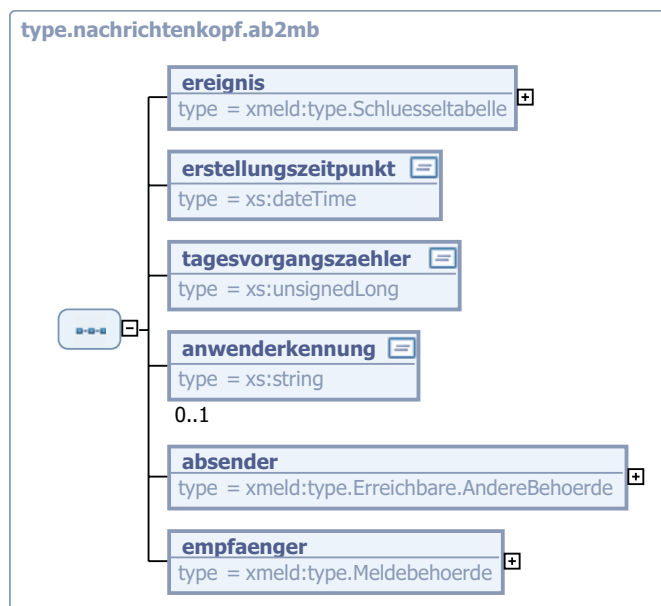 type.nachrichtenkopf.ab2mb
ereignis
type = xmeld:type.Schluesseltabelle
erstellungszeitpunkt
type = xs:dateTime
tagesvorgangszaehler
type = xs:unsignedLong
anwenderkennung
type = xs:string
0..1
absender
type = xmeld:type.Erreichbare.AndereBehoerde
empfaenger
type = xmeld:type.Meldebehoerde